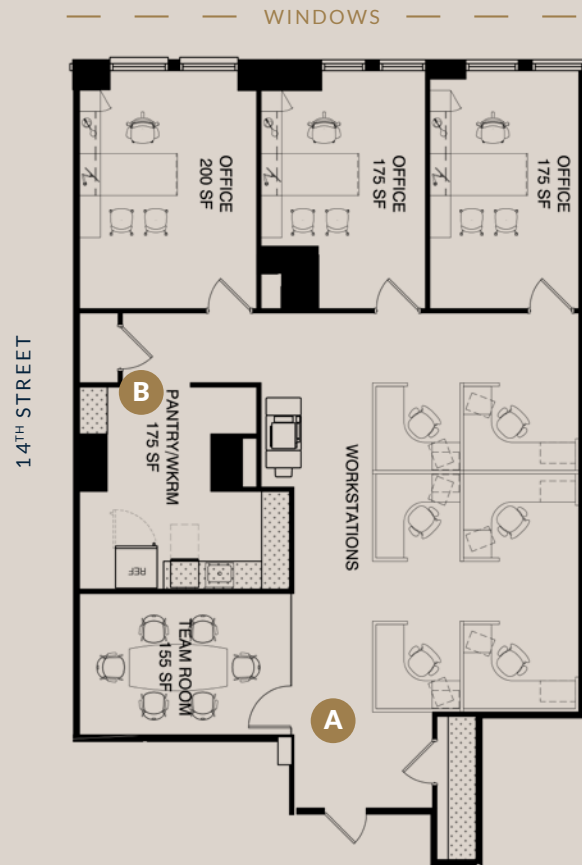 WINDOWS
OFFICE
200 SF
OFFICE
175 SF
OFFICE
175 SF
14TH STREET
B
PANTRY/WKRM
175 SF
WORKSTATIONS
REF
TEAM ROOM
155 SF
A